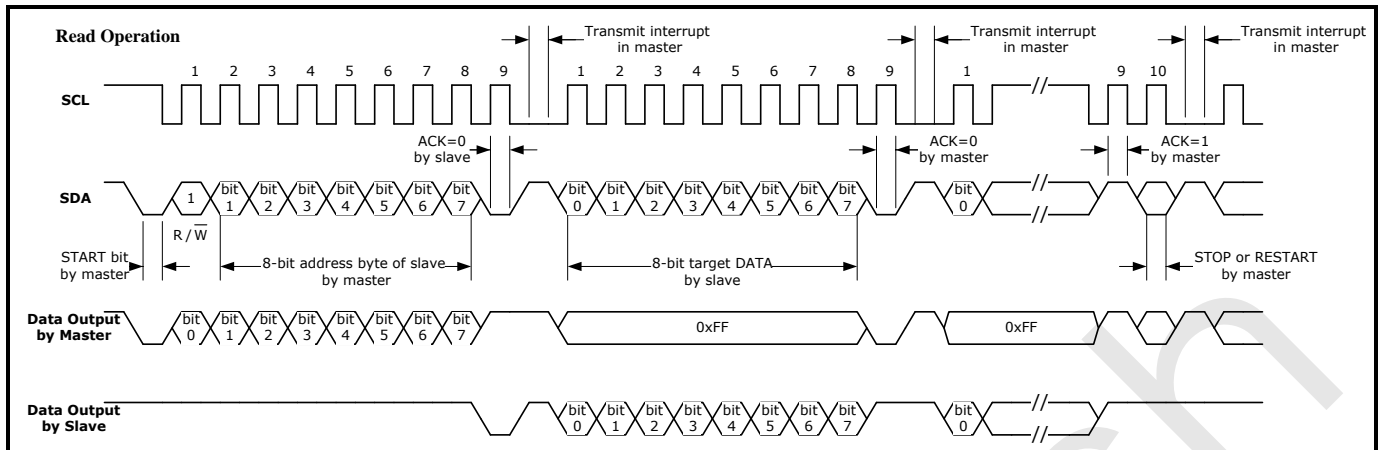 Read Operation
Transmit interrupt
in master
Transmit interrupt
in master
Transmit interrupt
in master
1 2 3 4 5 6 7 8 9 1 2 3 4 5 6 7 8 9 1 9 10
SCL
ACK=0
by slave
ACK=0
by master
ACK=1
by master
SDA
1 bit 1 bit 2 bit 3 bit 4 bit 5 bit 6 bit 7 bit 0 bit 1 bit 2 bit 3 bit 4 bit 5 bit 6 bit 7 bit 0
R/W
START bit
by master
8-bit address byte of slave
by master
8-bit target DATA
by slave
STOP or RESTART
by master
Data Output
by Master
bit 0 bit 1 bit 2 bit 3 bit 4 bit 5 bit 6 bit 7 0xFF 0xFF
Data Output
by Slave
bit 0 bit 1 bit 2 bit 3 bit 4 bit 5 bit 6 bit 7 bit 0